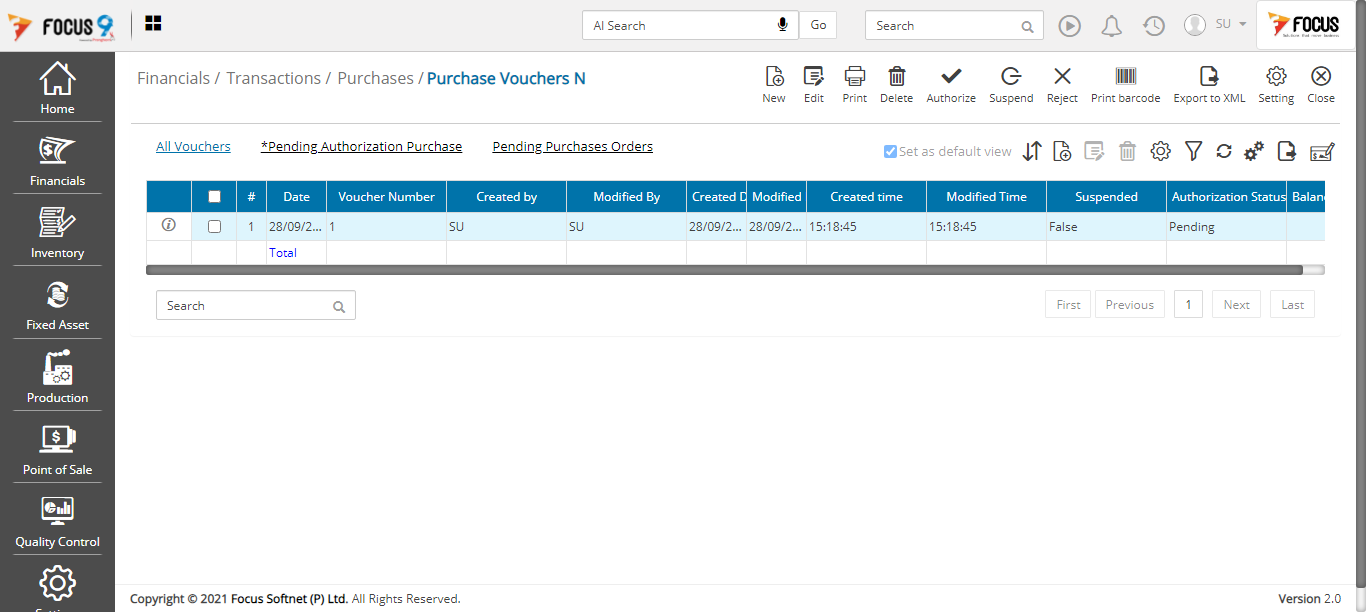 FOCUS 9
AI Search
Go
Search
SU
FOCUS
Home
Financials
Inventory
Fixed Asset
Production
Point of Sale
Quality Control
Financials / Transactions / Purchases / Purchase Vouchers N
New
Edit
Print
Delete
Authorize
Suspend
Reject
Print barcode
Export to XML
Setting
Close
All Vouchers
*Pending Authorization Purchase
Pending Purchases Orders
Set as default view
# Date Voucher Number Created by Modified By Created D Modified Created time Modified Time Suspended Authorization Status Balan
1 28/09/2... 1 SU SU 28/09/2... 28/09/2... 15:18:45 15:18:45 False Pending
Total
Search
First Previous 1 Next Last
Copyright © 2021 Focus Softnet (P) Ltd. All Rights Reserved.
Version 2.0